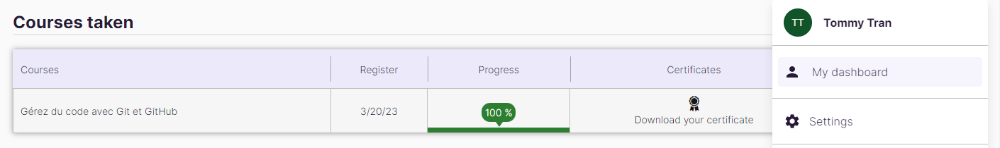 Courses taken
TT
Tommy Tran
My dashboard
Settings
Courses
Register
Progress
Certificates
Gérez du code avec Git et GitHub
3/20/23
100 %
Download your certificate